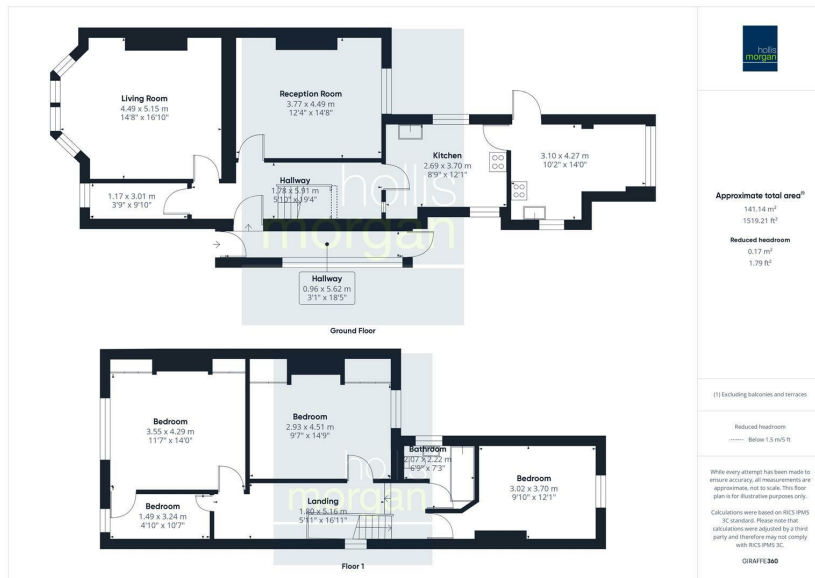 Living Room
4.49 x 5.15 m
14'8" x 16'10"
Reception Room
3.77 x 4.49 m
12'4" x 14'8"
Kitchen
2.69 x 3.70 m
8'9" x 12'1"
3.10 x 4.27 m
10'2" x 14'0"
1.17 x 3.01 m
3'9" x 9'10"
Hallway
1.78 x 5.91 m
5'10" x 19'4"
hollis
morgan
Hallway
0.96 x 5.62 m
3'1" x 18'5"
Ground Floor
Bedroom
3.55 x 4.29 m
11'7" x 14'0"
Bedroom
2.93 x 4.51 m
9'7" x 14'9"
Bathroom
2.07 x 2.22 m
6'9" x 7'3"
Bedroom
3.02 x 3.70 m
9'10" x 12'1"
Bedroom
1.49 x 3.24 m
4'10" x 10'7"
Landing
1.80 x 5.16 m
5'11" x 16'11"
hollis
morgan
Floor 1
hollis
morgan
Approximate total area⁽¹⁾
141.14 m²
1519.21 ft²
Reduced headroom
0.17 m²
1.79 ft²
(1) Excluding balconies and terraces
Reduced headroom
Below 1.5 m/5 ft
While every attempt has been made to
ensure accuracy, all measurements are
approximate, not to scale. This floor
plan is for illustrative purposes only.
Calculations were based on RICS IPMS
3C standard. Please note that
calculations were adjusted by a third
party and therefore may not comply
with RICS IPMS 3C.
GIRAFFE360